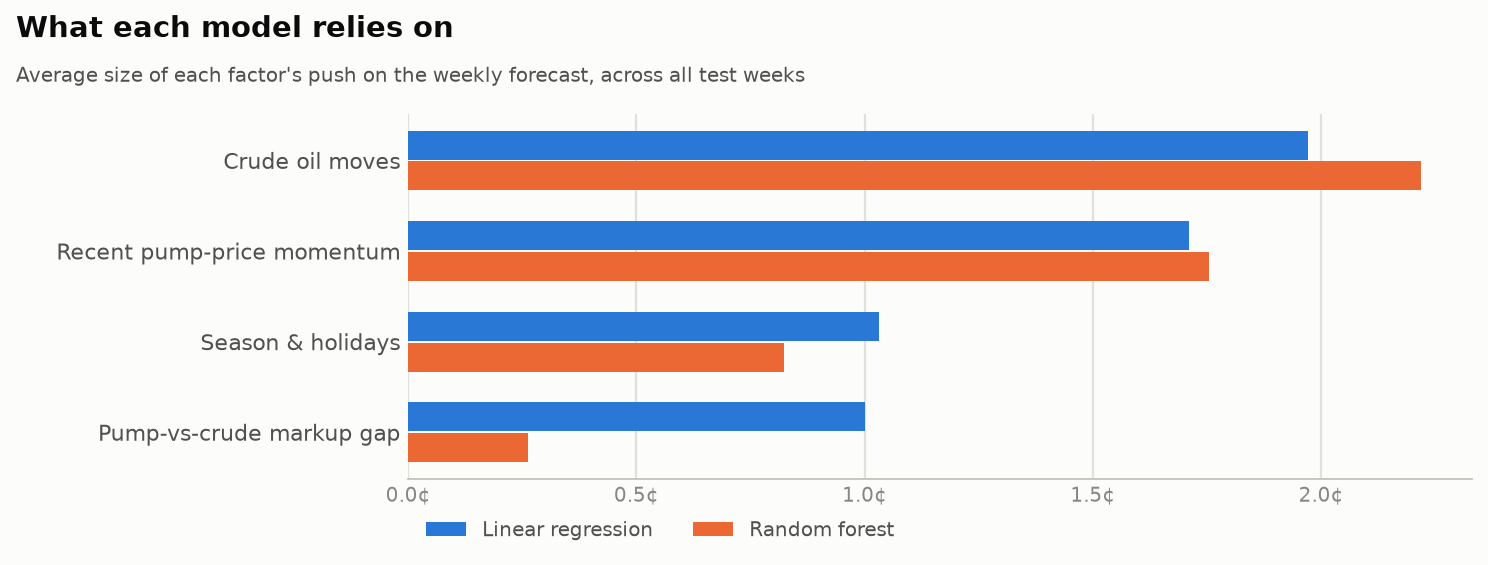 What each model relies on
Average size of each factor's push on the weekly forecast, across all test weeks
Crude oil moves
Recent pump-price momentum
Season & holidays
Pump-vs-crude markup gap
0.0¢ 0.5¢ 1.0¢ 1.5¢ 2.0¢
Linear regression Random forest